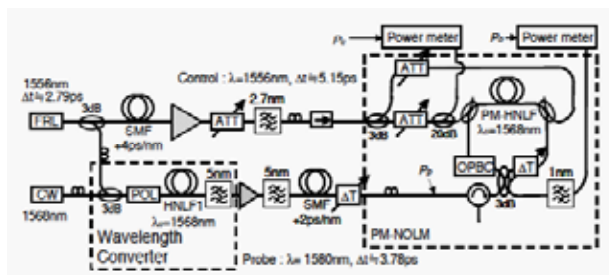 Power meter
Power meter
1556nm
Δt≒2.79ps
Control : λ=1556nm, Δt≒5.15ps
ATT
FRL
3dB
SMF
+4ps/nm
ATT
2.7nm
3dB
ATT
20dB
PM-HNLF
λ₀=1568nm
CW
1568nm
3dB
POL
HNLF1
λ₀=1568nm
5nm
5nm
SMF
+2ps/nm
ΔT
OPBC
ΔT
3dB
1nm
Wavelength
Converter
Probe : λ= 1580nm, Δt≒3.78ps
PM-NOLM